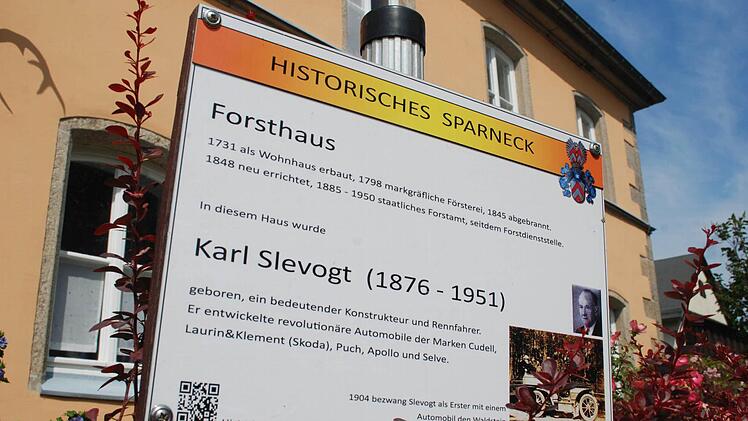 HISTORISCHES SPARNECK
Forsthaus
1731 als Wohnhaus erbaut, 1798 markgräfliche Försterei, 1845 abgebrannt.
1848 neu errichtet, 1885 - 1950 staatliches Forstamt, seitdem Forstdienststelle.
In diesem Haus wurde
Karl Slevogt (1876 - 1951)
geboren, ein bedeutender Konstrukteur und Rennfahrer.
Er entwickelte revolutionäre Automobile der Marken Cudell,
Laurin&Klement (Skoda), Puch, Apollo und Selve.
1904 bezwang Slevogt als Erster mit einem
Automobil den Waldstein